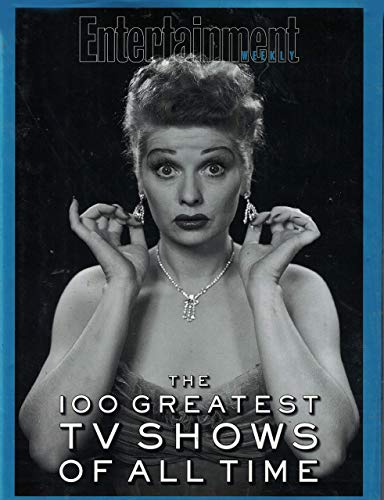 Entertainment
WEEKLY
THE
100 GREATEST
TV SHOWS
OF ALL TIME